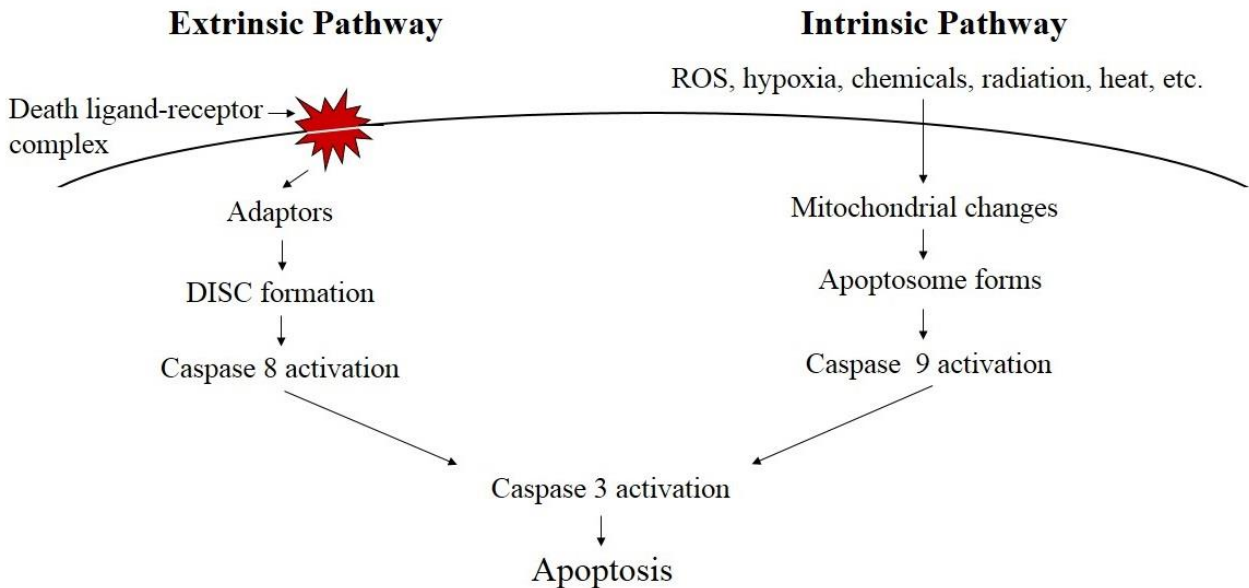 Extrinsic Pathway
Intrinsic Pathway
ROS, hypoxia, chemicals, radiation, heat, etc.
Death ligand-receptor
complex
Adaptors
Mitochondrial changes
DISC formation
Apoptosome forms
Caspase 8 activation
Caspase 9 activation
Caspase 3 activation
Apoptosis